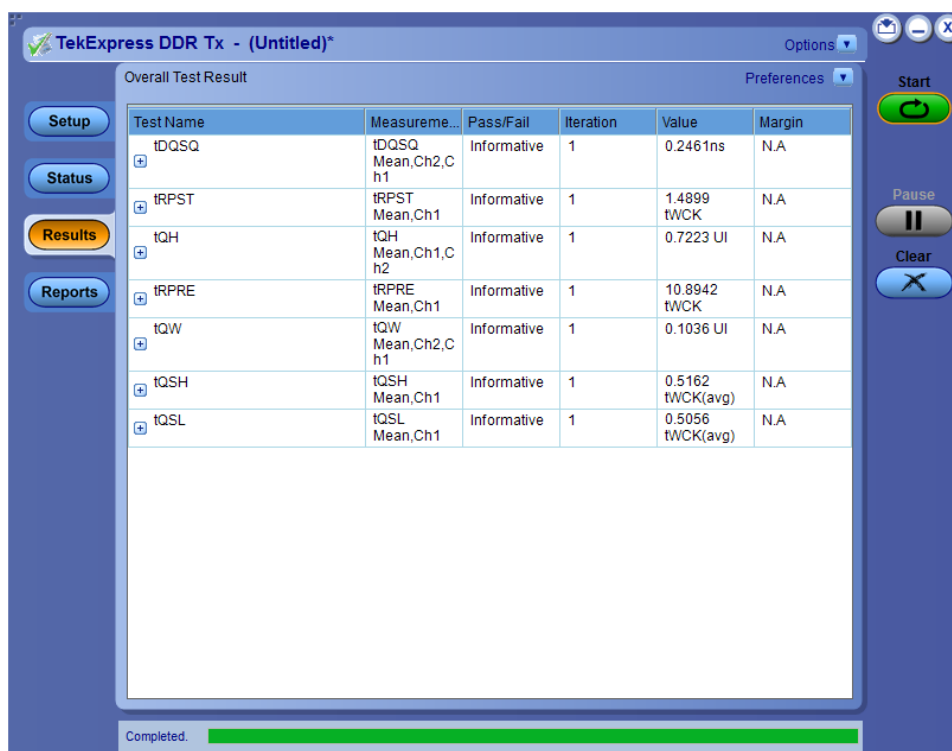 TekExpress DDR Tx - (Untitled)*
Options
X
Overall Test Result
Preferences
Start
Setup
Status
Results
Reports
Pause
Clear
Test Name Measureme... Pass/Fail Iteration Value Margin
tDQSQ tDQSQ Informative 1 0.2461ns N.A
Mean,Ch2,C
h1
tRPST tRPST Informative 1 1.4899 N.A
Mean,Ch1 tWCK
tQH tQH Informative 1 0.7223 UI N.A
Mean,Ch1,C
h2
tRPRE tRPRE Informative 1 10.8942 N.A
Mean,Ch1 tWCK
tQW tQW Informative 1 0.1036 UI N.A
Mean,Ch2,C
h1
tQSH tQSH Informative 1 0.5162 N.A
Mean,Ch1 tWCK(avg)
tQSL tQSL Informative 1 0.5056 N.A
Mean,Ch1 tWCK(avg)
Completed.